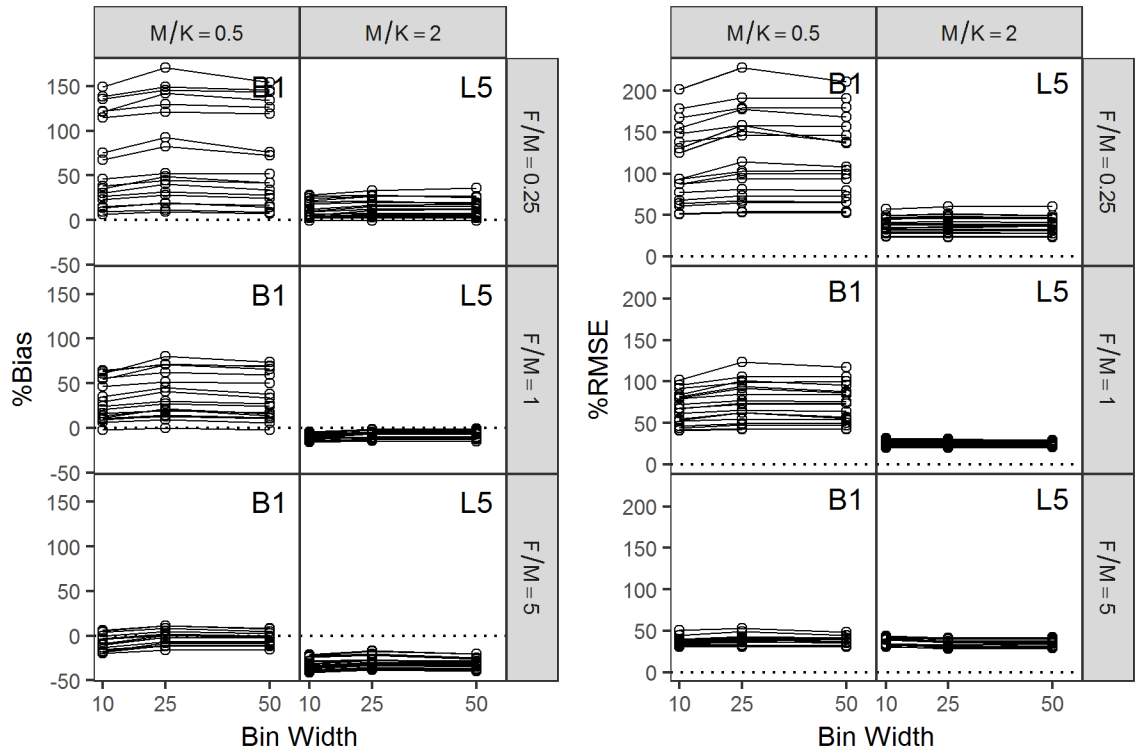 M/K = 0.5 M/K = 2
150
100
50
0
-50
B1 L5
F/M = 0.25
150
100
50
0
-50
B1 L5
F/M = 1
150
100
50
0
-50
B1 L5
F/M = 5
%Bias
10 25 50 10 25 50
Bin Width
M/K = 0.5 M/K = 2
200
150
100
50
0
B1 L5
F/M = 0.25
200
150
100
50
0
B1 L5
F/M = 1
200
150
100
50
0
B1 L5
F/M = 5
%RMSE
10 25 50 10 25 50
Bin Width